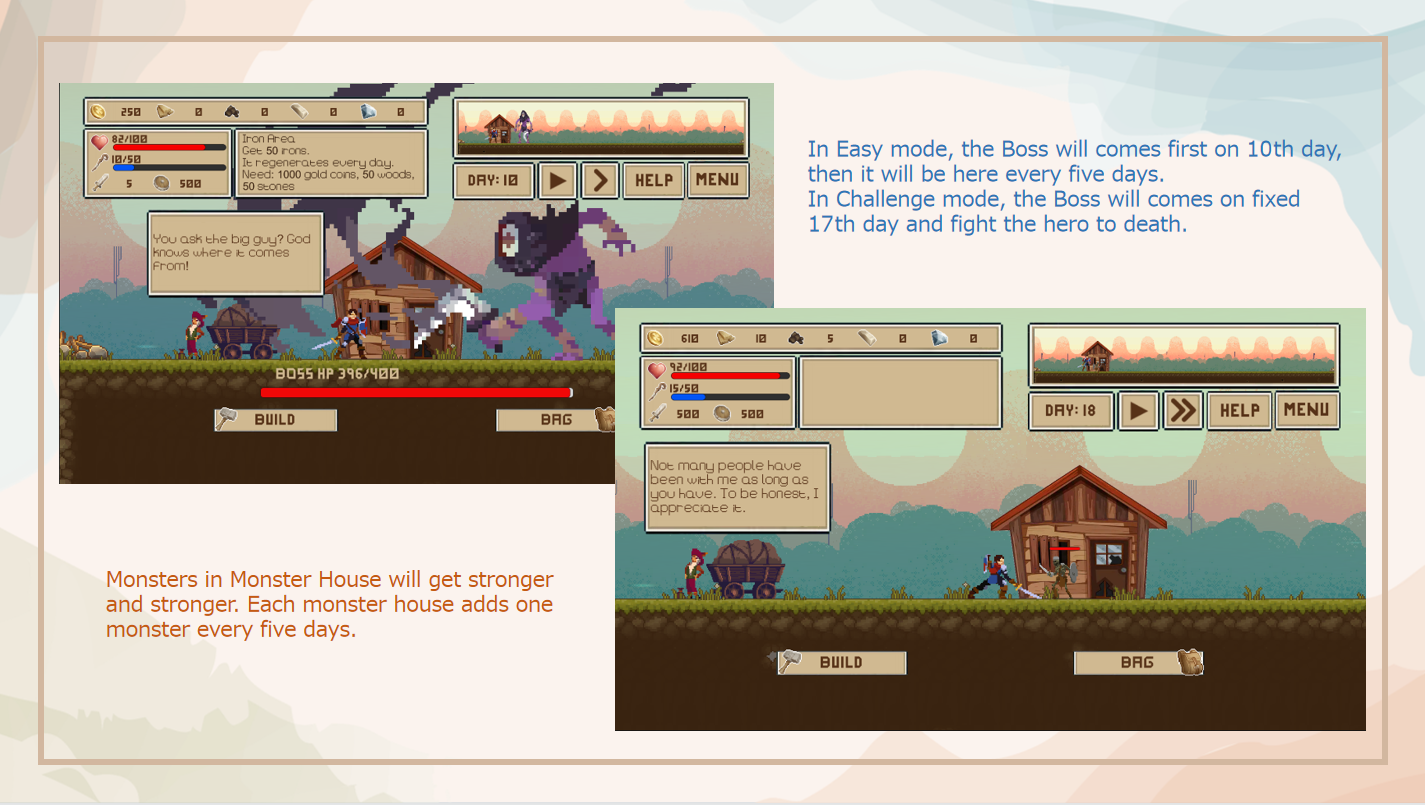 250 0 0 0 0
82/100
10/50
5 500
Iron Area
Get 50 irons.
It regenerates every day.
Need: 1000 gold coins, 50 woods,
50 stones
DAY: 10
HELP
MENU
You ask the big guy? God
knows where it comes
from!
BOSS HP 396/400
BUILD
BAG
In Easy mode, the Boss will comes first on 10th day,
then it will be here every five days.
In Challenge mode, the Boss will comes on fixed
17th day and fight the hero to death.
610 10 5 0 0
92/100
15/50
500 500
DAY: 18
HELP
MENU
Not many people have
been with me as long as
you have. To be honest, I
appreciate it.
BUILD
BAG
Monsters in Monster House will get stronger
and stronger. Each monster house adds one
monster every five days.